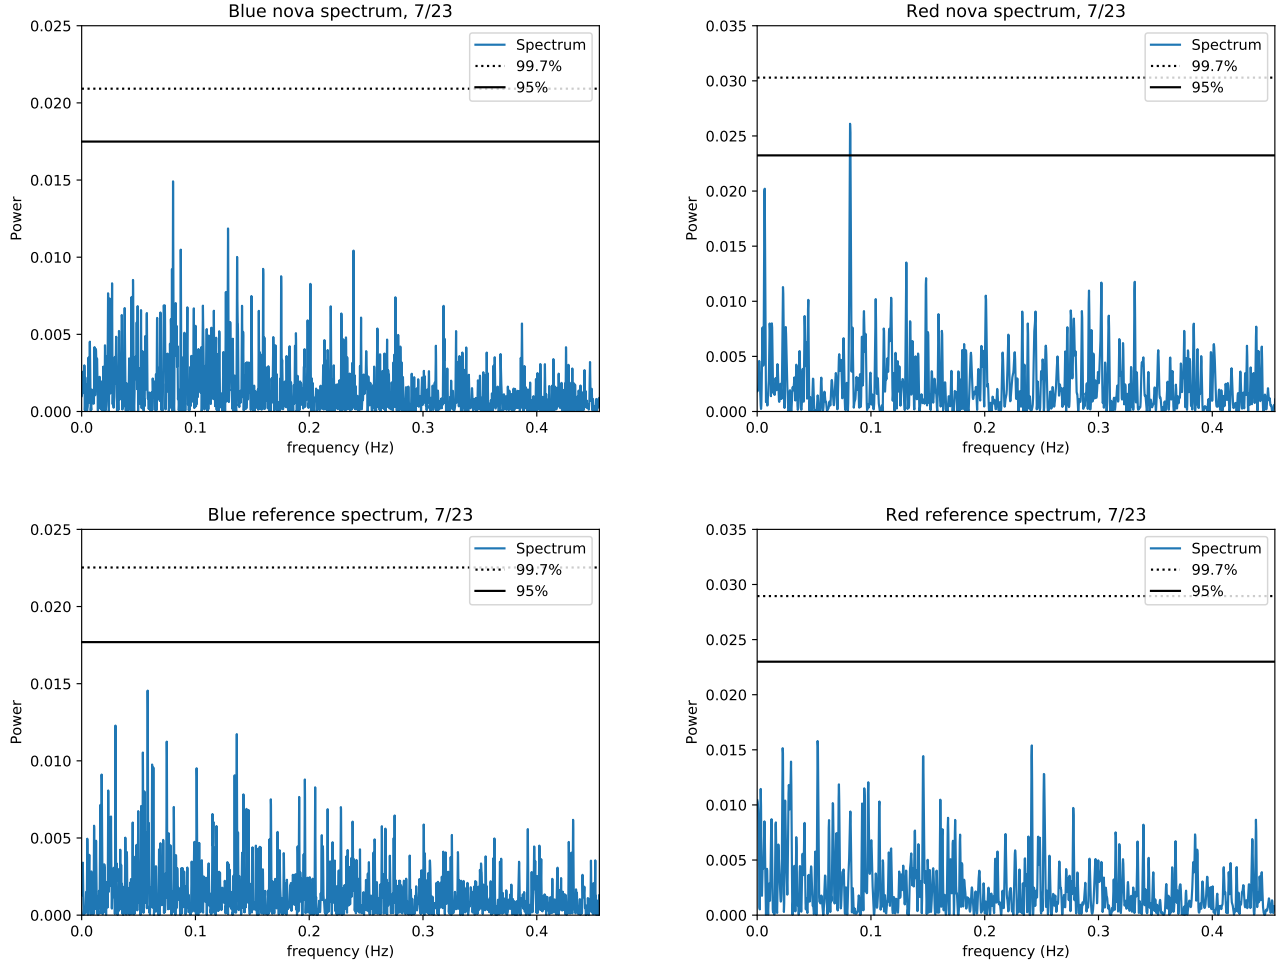 Blue nova spectrum, 7/23
0.025
0.020
0.015
0.010
0.005
0.000
Power
0.0 0.1 0.2 0.3 0.4
frequency (Hz)
Spectrum
99.7%
95%
Red nova spectrum, 7/23
0.035
0.030
0.025
0.020
0.015
0.010
0.005
0.000
Power
0.0 0.1 0.2 0.3 0.4
frequency (Hz)
Spectrum
99.7%
95%
Blue reference spectrum, 7/23
0.025
0.020
0.015
0.010
0.005
0.000
Power
0.0 0.1 0.2 0.3 0.4
frequency (Hz)
Spectrum
99.7%
95%
Red reference spectrum, 7/23
0.035
0.030
0.025
0.020
0.015
0.010
0.005
0.000
Power
0.0 0.1 0.2 0.3 0.4
frequency (Hz)
Spectrum
99.7%
95%